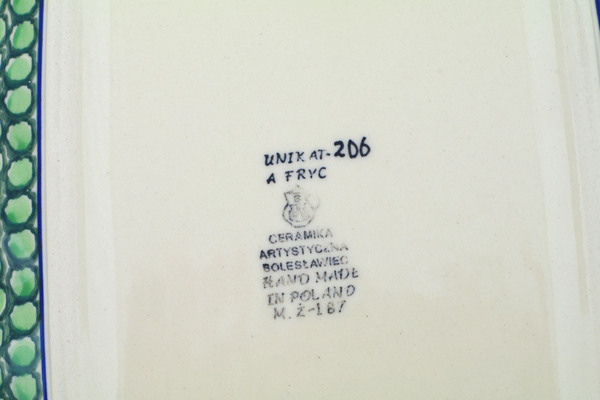 UNIKAT-206
A FRYC
CERAMIKA
ARTYSTYCZNA
BOLESŁAWIEC
HAND MADE
IN POLAND
M. Z-187